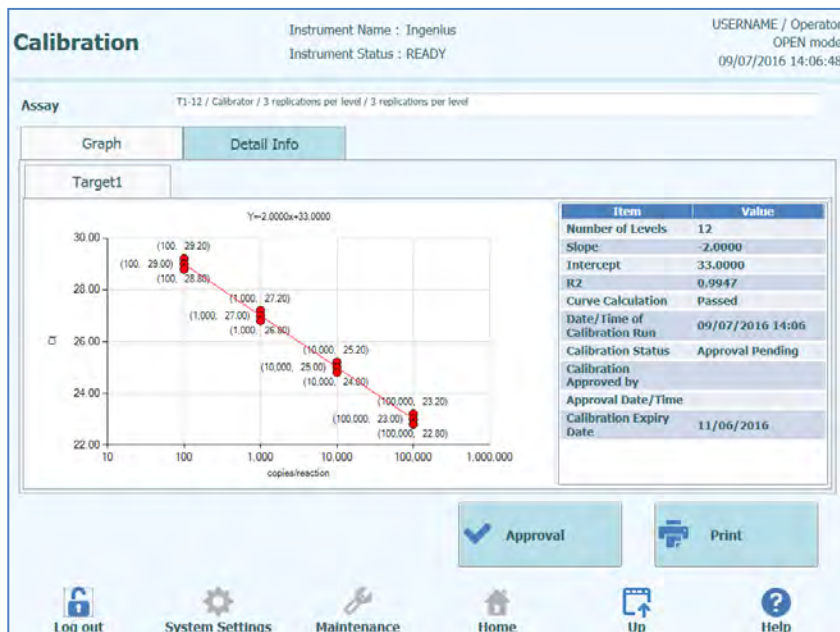 Calibration
Instrument Name : Ingenius
Instrument Status : READY
USERNAME / Operator
OPEN mode
09/07/2016 14:06:48
Assay
T1-12 / Calibrator / 3 replications per level / 3 replications per level
Graph
Detail Info
Target1
Y=-2.0000x+33.0000
30.00
28.00
26.00
24.00
22.00
Ct
(100, 29.20)
(100, 29.00)
(100, 28.80)
(1,000, 27.20)
(1,000, 27.00)
(1,000, 26.80)
(10,000, 25.20)
(10,000, 25.00)
(10,000, 24.80)
(100,000, 23.20)
(100,000, 23.00)
(100,000, 22.80)
10
100
1,000
10,000
100,000
1,000,000
copies/reaction
Item Value
Number of Levels 12
Slope -2.0000
Intercept 33.0000
R2 0.9947
Curve Calculation Passed
Date/Time of
Calibration Run 09/07/2016 14:06
Calibration Status Approval Pending
Calibration
Approved by
Approval Date/Time
Calibration Expiry
Date 11/06/2016
Approval
Print
Log out
System Settings
Maintenance
Home
Up
Help